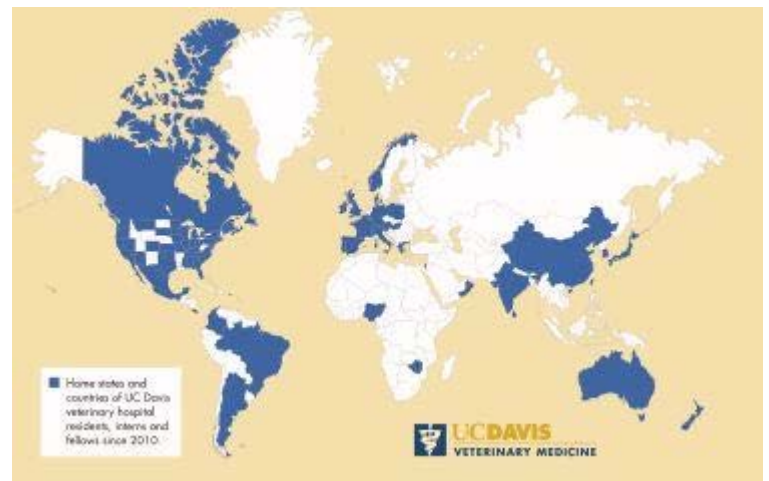 Home states and
countries of UC Davis
veterinary hospital
residents, interns and
fellows since 2010.
UCDAVIS
VETERINARY MEDICINE